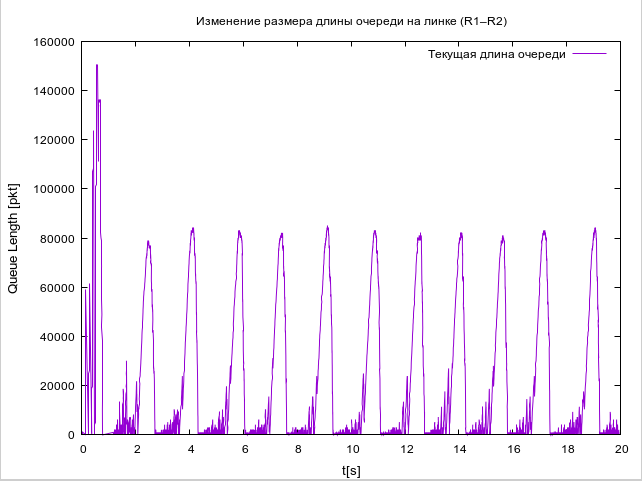 Изменение размера длины очереди на линке (R1–R2)
Текущая длина очереди
Queue Length [pkt]
160000
140000
120000
100000
80000
60000
40000
20000
0
0 2 4 6 8 10 12 14 16 18 20
t[s]